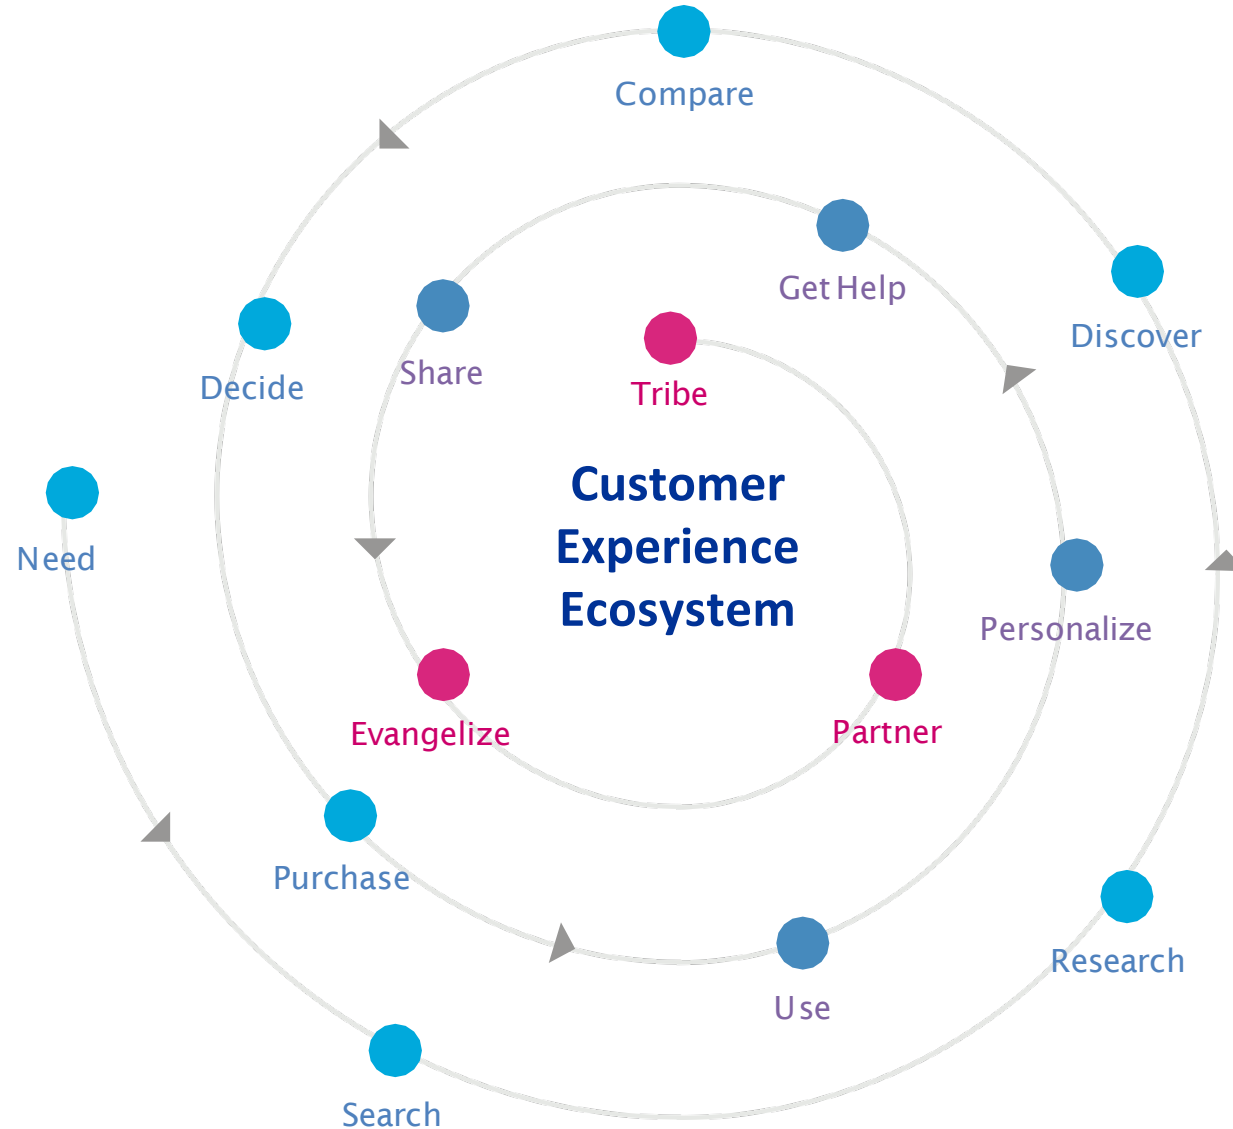 Compare
Get Help
Discover
Share
Decide
Tribe
Customer
Experience
Ecosystem
Need
Personalize
Evangelize
Partner
Purchase
Research
Use
Search